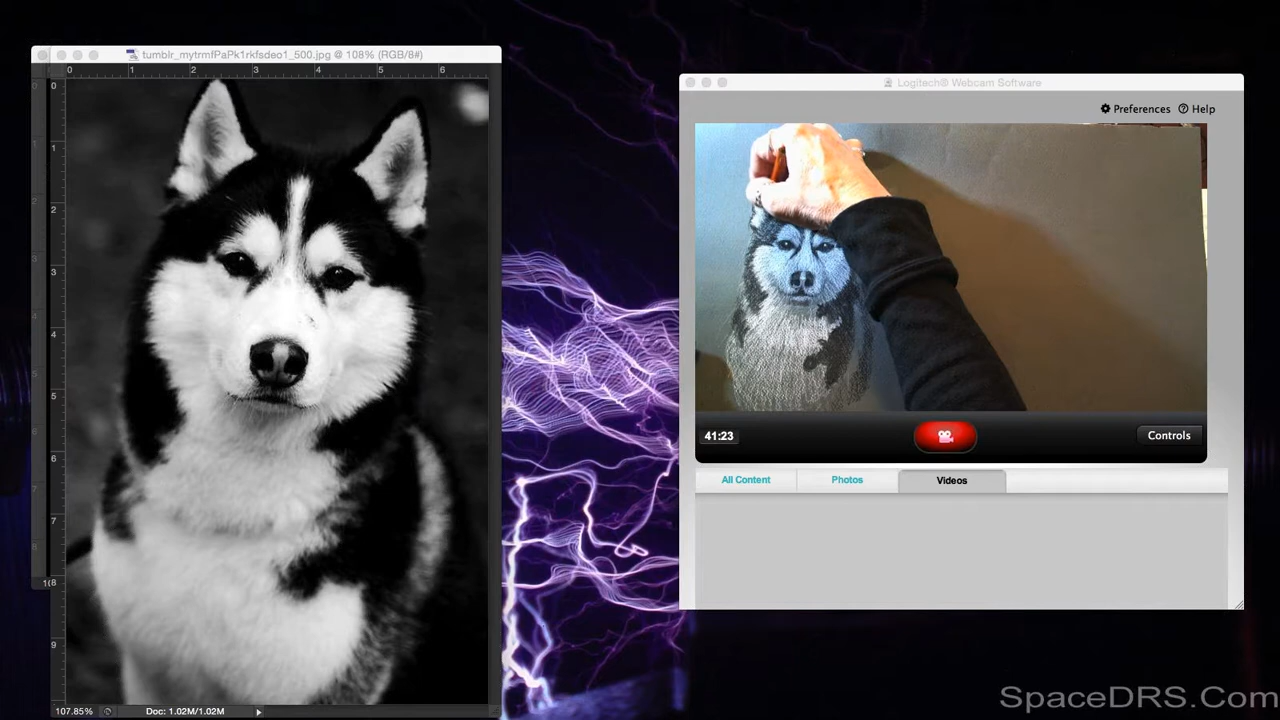 tumblr_mytrmfPaPk1rkfsdeo1_500.jpg @ 108% (RGB/8#)
0 1 2 3 4 5 6
0
1
2
3
4
5
6
7
8
9
107.85% Doc: 1.02M/1.02M
Logitech® Webcam Software
Preferences Help
41:23
Controls
All Content Photos Videos
SpaceDRS.Com